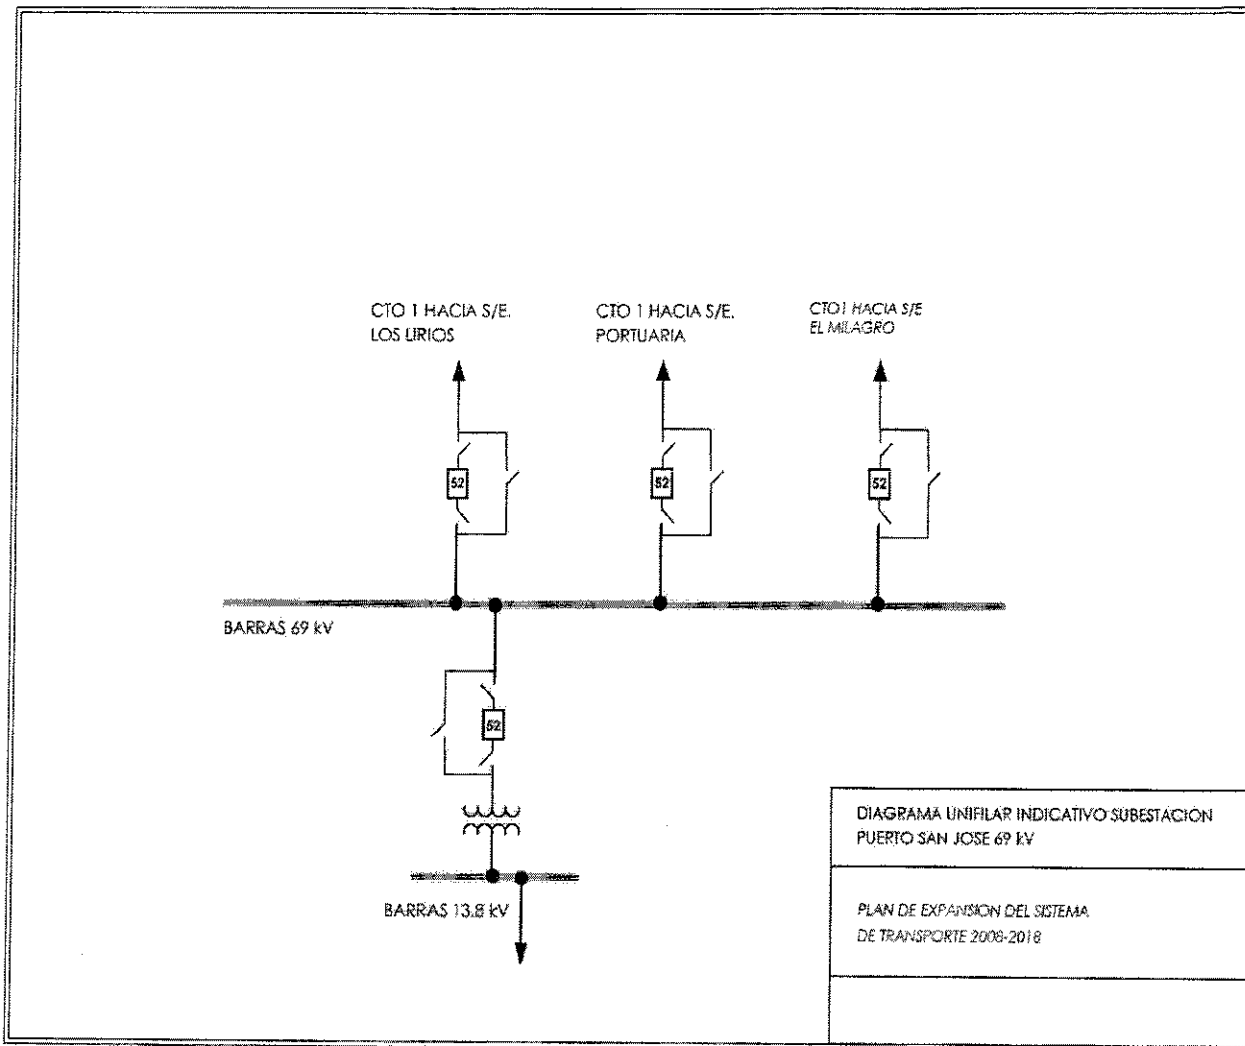 CTO 1 HACIA S/E.
LOS LIRIOS
CTO 1 HACIA S/E.
PORTUARIA
CTO1 HACIA S/E
EL MILAGRO
52
52
52
BARRAS 69 kV
52
BARRAS 13.8 kV
DIAGRAMA UNIFILAR INDICATIVO SUBESTACION
PUERTO SAN JOSE 69 kV
PLAN DE EXPANSION DEL SISTEMA
DE TRANSPORTE 2008-2018